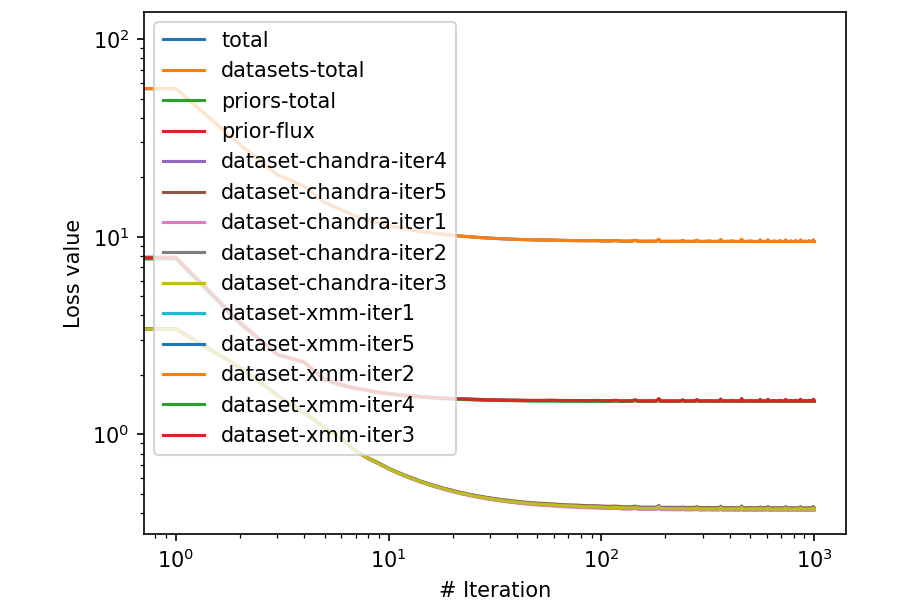 10²
10¹
10⁰
Loss value
total
datasets-total
priors-total
prior-flux
dataset-chandra-iter4
dataset-chandra-iter5
dataset-chandra-iter1
dataset-chandra-iter2
dataset-chandra-iter3
dataset-xmm-iter1
dataset-xmm-iter5
dataset-xmm-iter2
dataset-xmm-iter4
dataset-xmm-iter3
10⁰ 10¹ 10² 10³
# Iteration